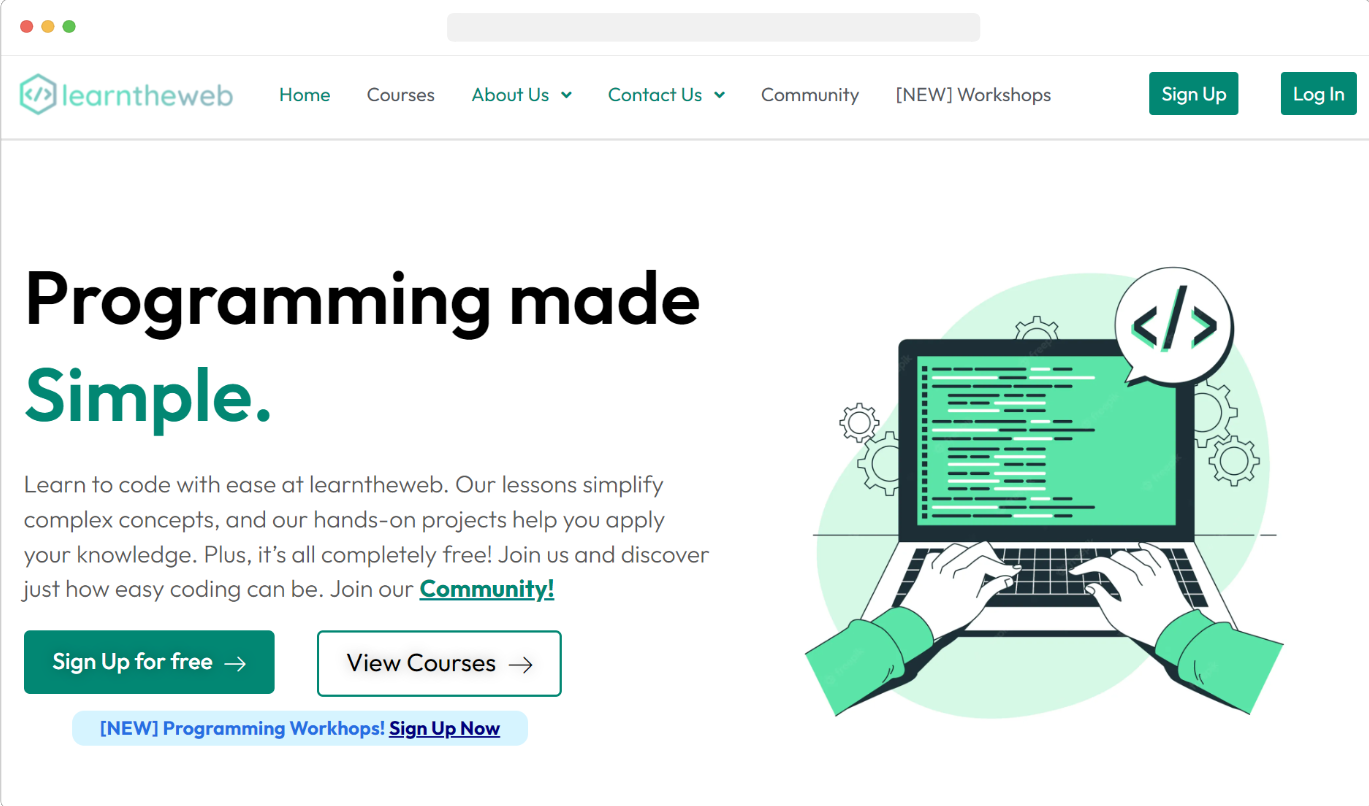 </> learntheweb Home Courses About Us Contact Us Community [NEW] Workshops Sign Up Log In
Programming made
Simple.
</>
Learn to code with ease at learntheweb. Our lessons simplify
complex concepts, and our hands-on projects help you apply
your knowledge. Plus, it's all completely free! Join us and discover
just how easy coding can be. Join our Community!
Sign Up for free → View Courses →
[NEW] Programming Workhops! Sign Up Now